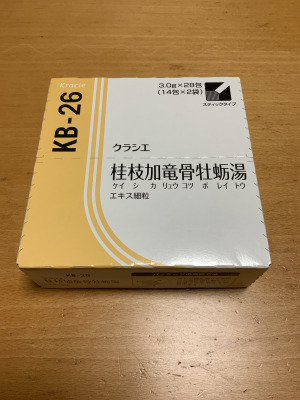 Kracie
KB-26
3.0g×28包
(14包×2袋)
スティックタイプ
クラシエ
桂枝加竜骨牡蛎湯
ケイ シ カ リュウ コツ ボ レイ トウ
エキス細粒
KB-26